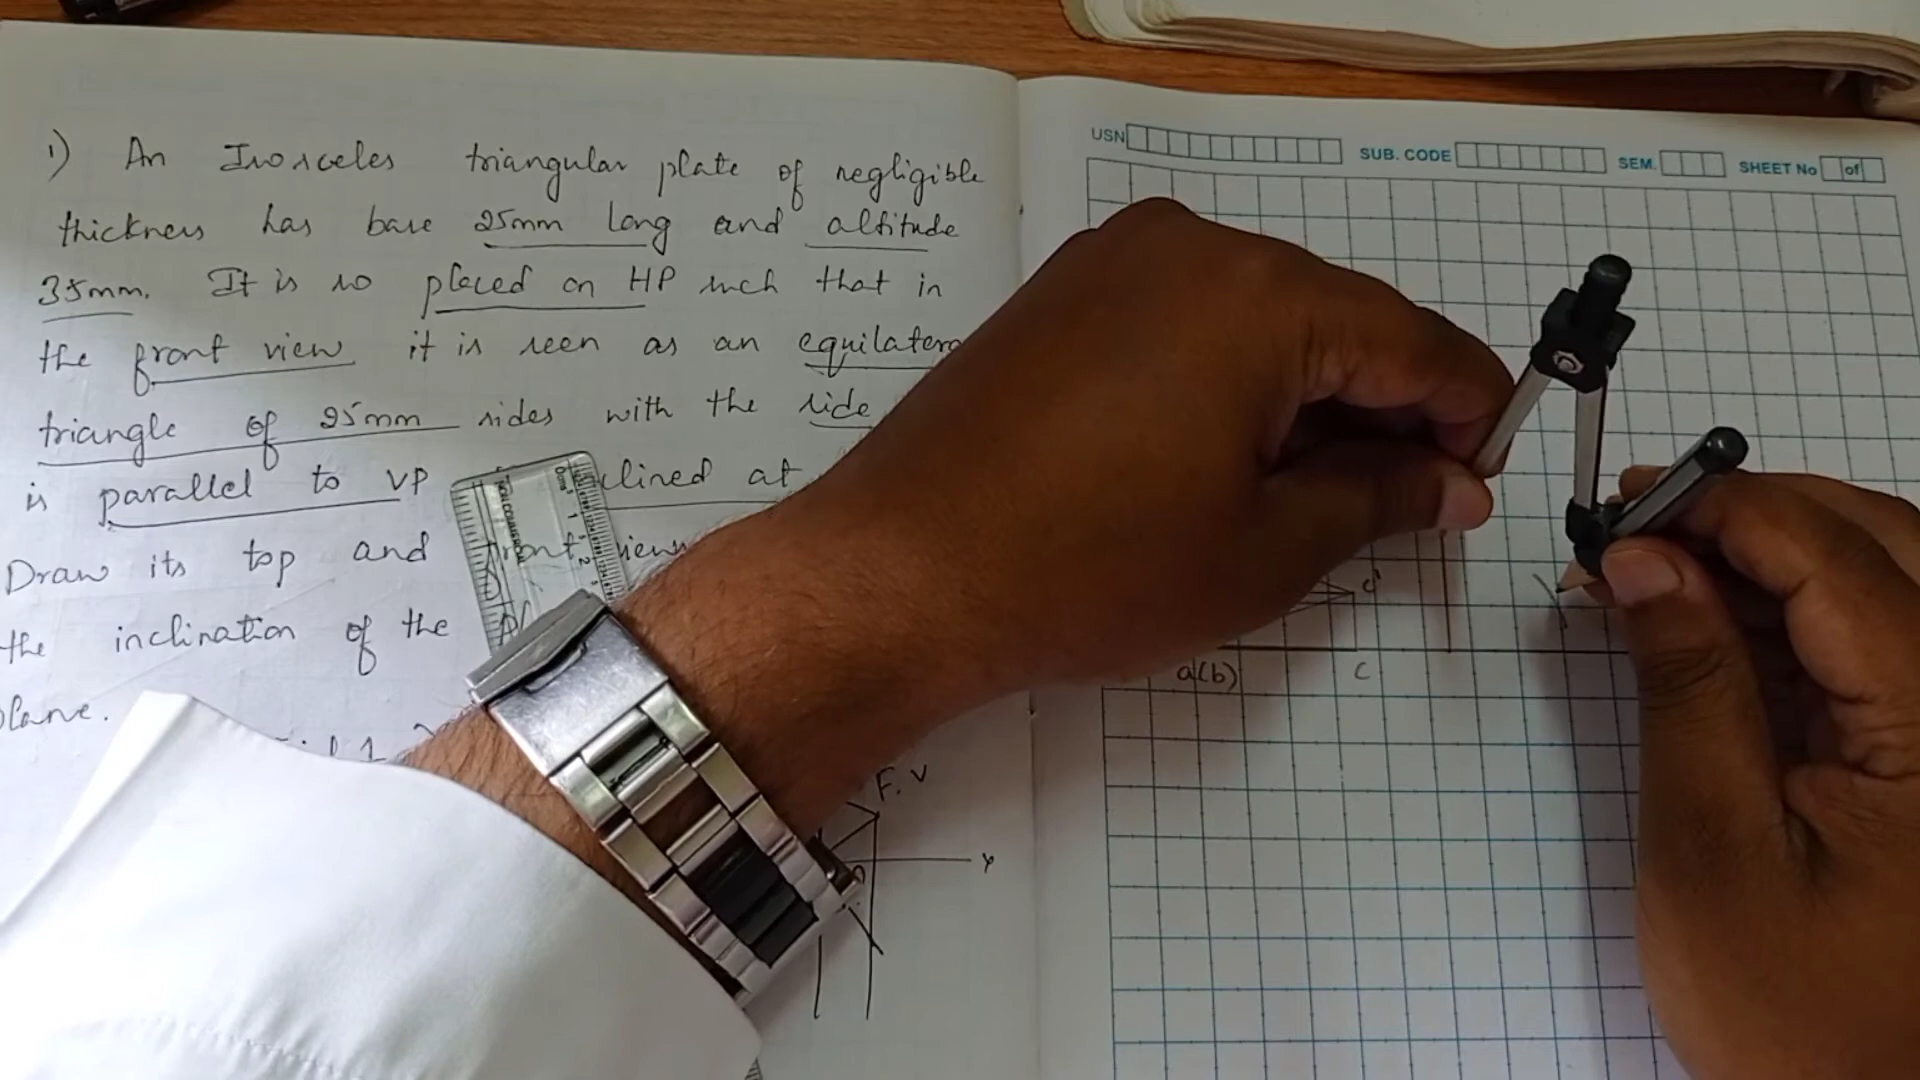 1) An Isosceles triangular plate of negligible
thickness has base 25mm long and altitude
35mm. It is so placed on HP such that in
the front view it is seen as an equilatera
triangle of 25mm sides with the side
is parallel to VP clined at
Draw its top and front views
the inclination of the
plane.
F.V
USN
SUB. CODE
SEM.
SHEET No of
c'
a(b) c